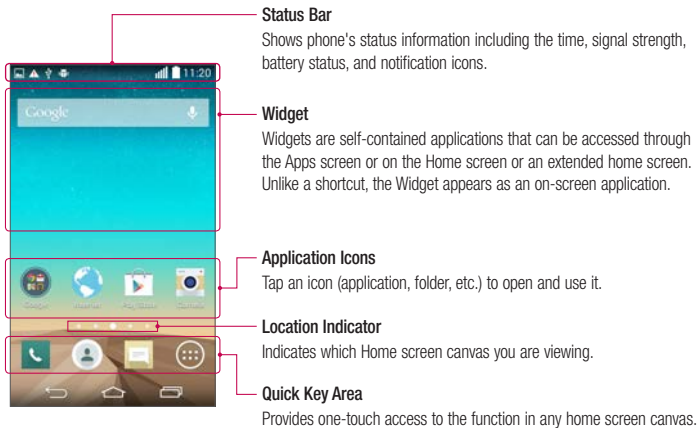 Status Bar
Shows phone's status information including the time, signal strength,
battery status, and notification icons.
11:20
Google
Widget
Widgets are self-contained applications that can be accessed through
the Apps screen or on the Home screen or an extended home screen.
Unlike a shortcut, the Widget appears as an on-screen application.
Application Icons
Tap an icon (application, folder, etc.) to open and use it.
Google
Play Store
Camera
Location Indicator
Indicates which Home screen canvas you are viewing.
Quick Key Area
Provides one-touch access to the function in any home screen canvas.